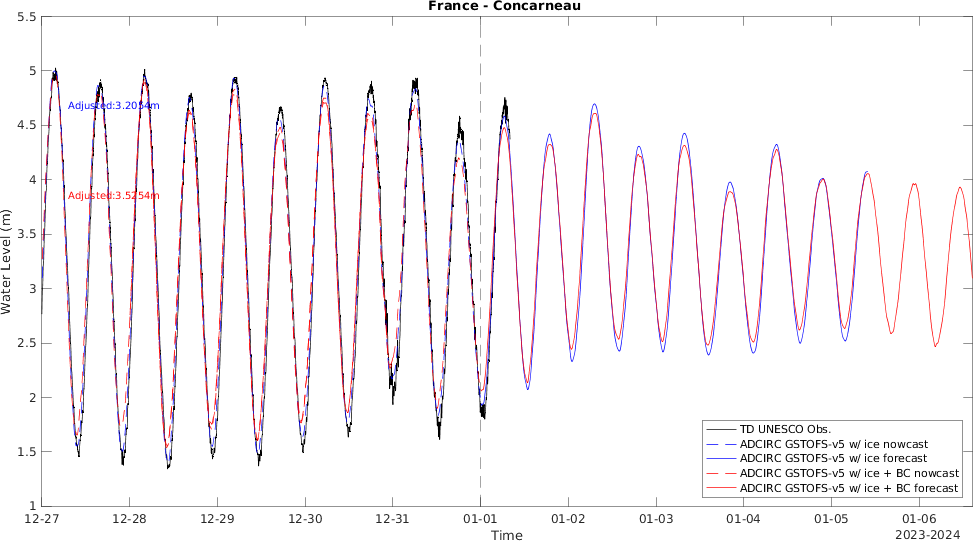 France - Concarneau
5.5
5
4.5
4
3.5
3
2.5
2
1.5
1
Water Level (m)
Adjusted:3.2054m
Adjusted:3.5254m
TD UNESCO Obs.
ADCIRC GSTOFS-v5 w/ ice nowcast
ADCIRC GSTOFS-v5 w/ ice forecast
ADCIRC GSTOFS-v5 w/ ice + BC nowcast
ADCIRC GSTOFS-v5 w/ ice + BC forecast
12-27 12-28 12-29 12-30 12-31 01-01 01-02 01-03 01-04 01-05 01-06
Time
2023-2024